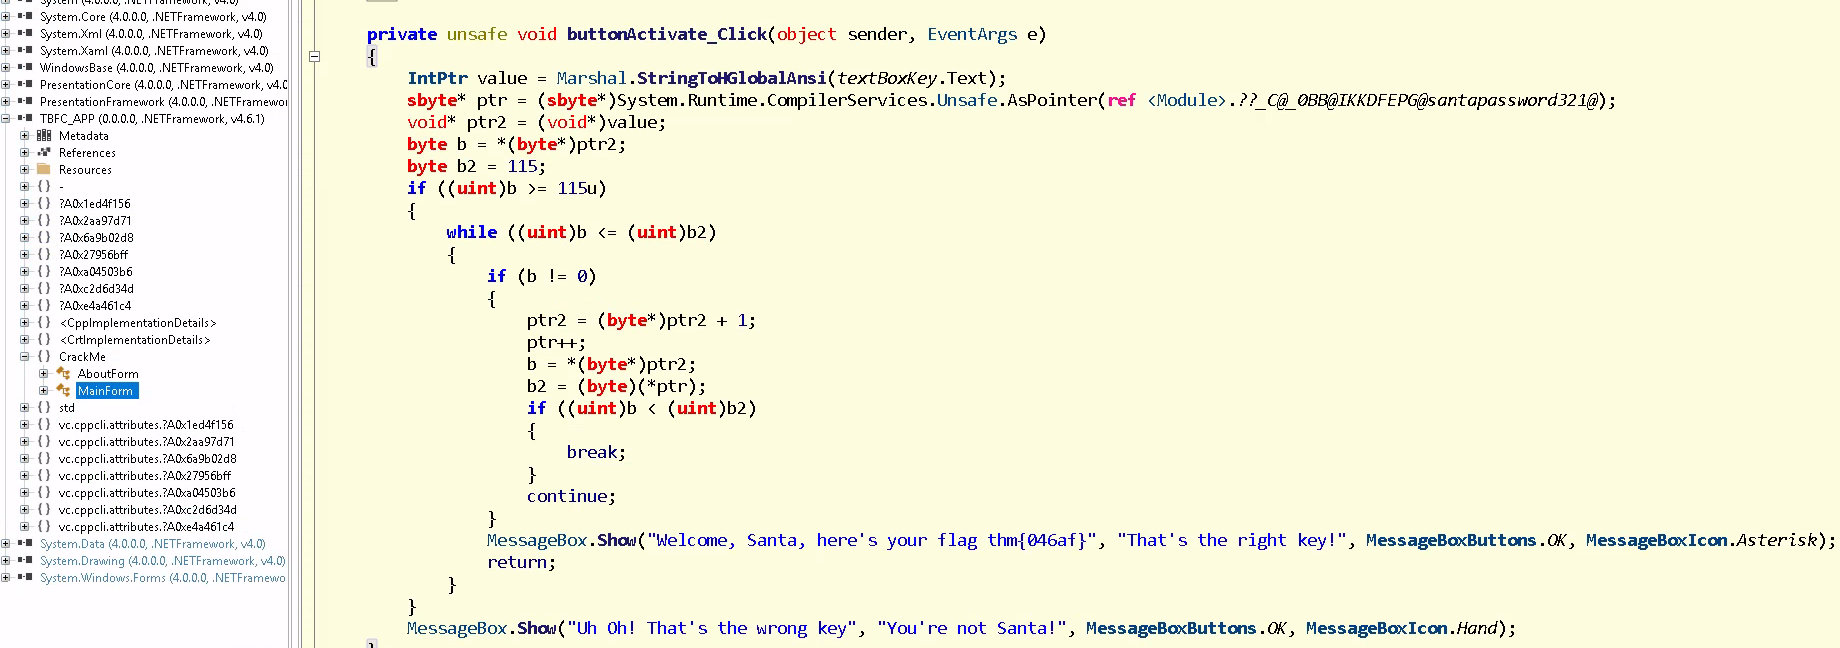 System (4.0.0.0, .NETFramework, v4.0)
System.Core (4.0.0.0, .NETFramework, v4.0)
System.Xml (4.0.0.0, .NETFramework, v4.0)
System.Xaml (4.0.0.0, .NETFramework, v4.0)
WindowsBase (4.0.0.0, .NETFramework, v4.0)
PresentationCore (4.0.0.0, .NETFramework, v4.0
PresentationFramework (4.0.0.0, .NETFramewor
TBFC_APP (0.0.0.0, .NETFramework, v4.6.1)
Metadata
References
Resources
{ } -
{ } ?A0x1ed4f156
{ } ?A0x2aa97d71
{ } ?A0x6a9b02d8
{ } ?A0x27956bff
{ } ?A0xa04503b6
{ } ?A0xc2d6d34d
{ } ?A0xe4a461c4
{ } <CppImplementationDetails>
{ } <CrtImplementationDetails>
{ } CrackMe
AboutForm
MainForm
{ } std
{ } vc.cppcli.attributes.?A0x1ed4f156
{ } vc.cppcli.attributes.?A0x2aa97d71
{ } vc.cppcli.attributes.?A0x6a9b02d8
{ } vc.cppcli.attributes.?A0x27956bff
{ } vc.cppcli.attributes.?A0xa04503b6
{ } vc.cppcli.attributes.?A0xc2d6d34d
{ } vc.cppcli.attributes.?A0xe4a461c4
System.Data (4.0.0.0, .NETFramework, v4.0)
System.Drawing (4.0.0.0, .NETFramework, v4.0)
System.Windows.Forms (4.0.0.0, .NETFramewo
private unsafe void buttonActivate_Click(object sender, EventArgs e)
{
IntPtr value = Marshal.StringToHGlobalAnsi(textBoxKey.Text);
sbyte* ptr = (sbyte*)System.Runtime.CompilerServices.Unsafe.AsPointer(ref <Module>.??_C@_0BB@IKKDFEPG@santapassword321@);
void* ptr2 = (void*)value;
byte b = *(byte*)ptr2;
byte b2 = 115;
if ((uint)b >= 115u)
{
while ((uint)b <= (uint)b2)
{
if (b != 0)
{
ptr2 = (byte*)ptr2 + 1;
ptr++;
b = *(byte*)ptr2;
b2 = (byte)(*ptr);
if ((uint)b < (uint)b2)
{
break;
}
continue;
}
MessageBox.Show("Welcome, Santa, here's your flag thm{046af}", "That's the right key!", MessageBoxButtons.OK, MessageBoxIcon.Asterisk);
return;
}
}
MessageBox.Show("Uh Oh! That's the wrong key", "You're not Santa!", MessageBoxButtons.OK, MessageBoxIcon.Hand);
}